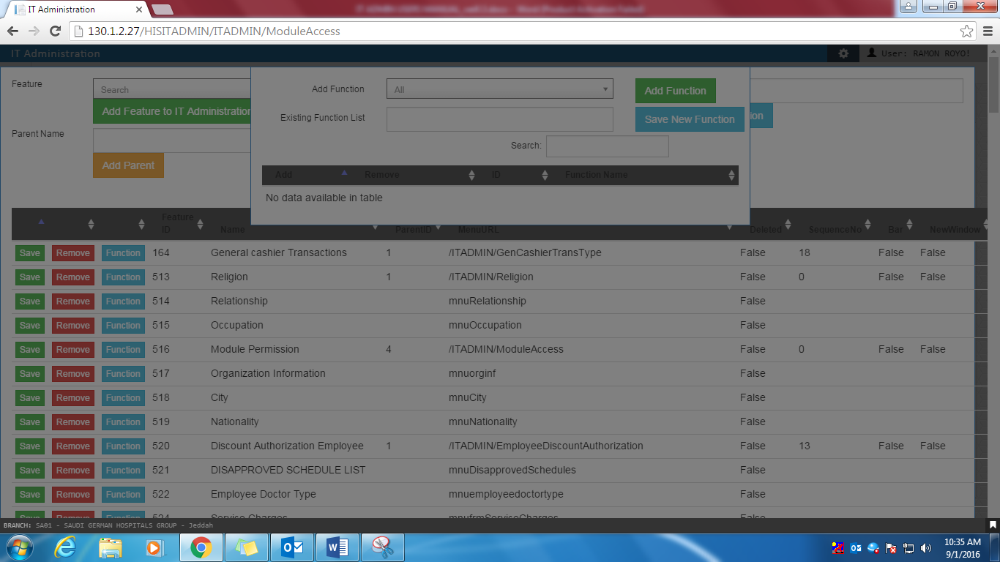 IT Administration
IT ADMIN USER MANUAL
Word (Product Activation Failed)
130.1.2.27/HISITADMIN/ITADMIN/ModuleAccess
IT Administration
User: RAMON ROYO!
Feature
Search
Add Feature to IT Administration
Parent Name
Add Parent
Add Function
All
Add Function
Existing Function List
Save New Function
ion
Search:
Add Remove ID Function Name
No data available in table
Feature ID Name ParentID MenuURL Deleted SequenceNo Bar NewWindow
Save Remove Function 164 General cashier Transactions 1 /ITADMIN/GenCashierTransType False 18 False False
Save Remove Function 513 Religion 1 /ITADMIN/Religion False 0 False False
Save Remove Function 514 Relationship mnuRelationship False
Save Remove Function 515 Occupation mnuOccupation False
Save Remove Function 516 Module Permission 4 /ITADMIN/ModuleAccess False 0 False False
Save Remove Function 517 Organization Information mnuorginf False
Save Remove Function 518 City mnuCity False
Save Remove Function 519 Nationality mnuNationality False
Save Remove Function 520 Discount Authorization Employee 1 /ITADMIN/EmployeeDiscountAuthorization False 13 False False
Save Remove Function 521 DISAPPROVED SCHEDULE LIST mnuDisapprovedSchedules False
Save Remove Function 522 Employee Doctor Type mnuemployeedoctortype False
Save Remove Function 524 Service Charges mnufrmServiceCharges False
BRANCH: SA01 - SAUDI GERMAN HOSPITALS GROUP - Jeddah
10:35 AM
9/1/2016